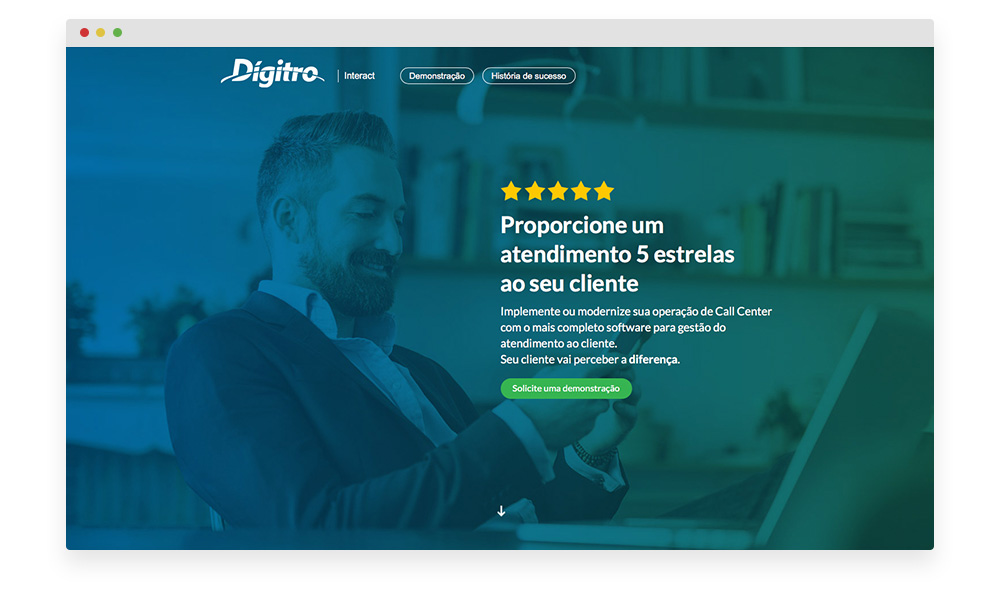 Dígitro
Interact
Demonstração
História de sucesso
Proporcione um
atendimento 5 estrelas
ao seu cliente
Implemente ou modernize sua operação de Call Center
com o mais completo software para gestão do
atendimento ao cliente.
Seu cliente vai perceber a diferença.
Solicite uma demonstração